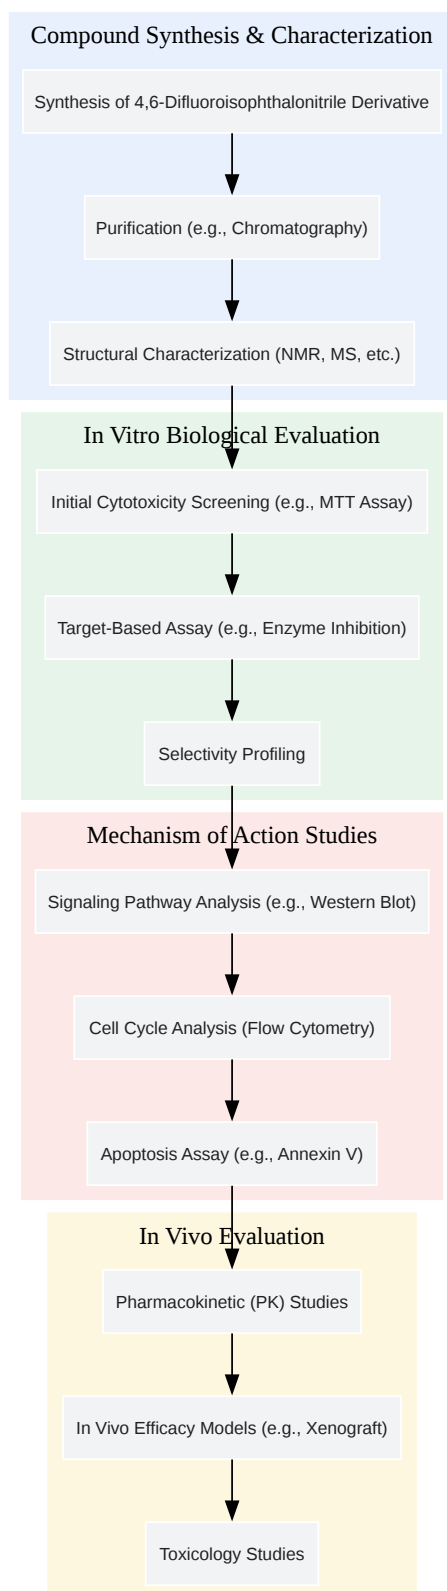 Compound Synthesis & Characterization
Synthesis of 4,6-Difluoroisophthalonitrile Derivative
Purification (e.g., Chromatography)
Structural Characterization (NMR, MS, etc.)
In Vitro Biological Evaluation
Initial Cytotoxicity Screening (e.g., MTT Assay)
Target-Based Assay (e.g., Enzyme Inhibition)
Selectivity Profiling
Mechanism of Action Studies
Signaling Pathway Analysis (e.g., Western Blot)
Cell Cycle Analysis (Flow Cytometry)
Apoptosis Assay (e.g., Annexin V)
In Vivo Evaluation
Pharmacokinetic (PK) Studies
In Vivo Efficacy Models (e.g., Xenograft)
Toxicology Studies